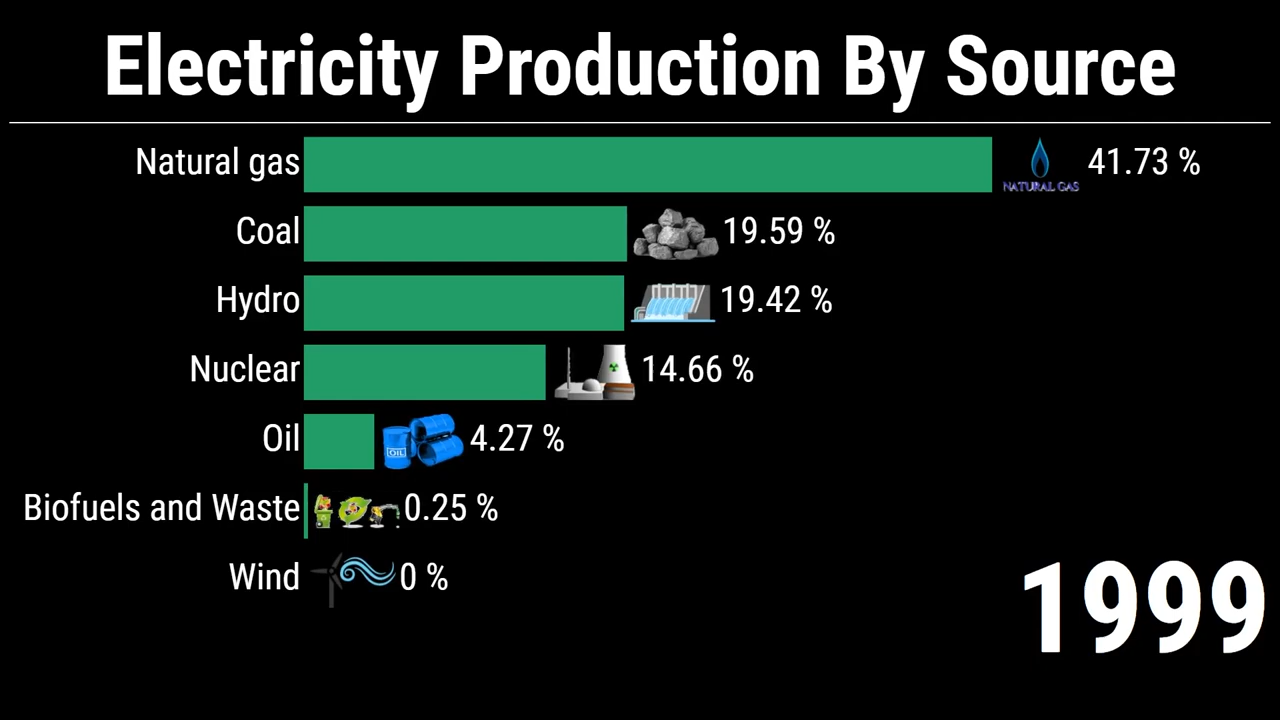 Electricity Production By Source
Natural gas NATURAL GAS 41.73 %
Coal 19.59 %
Hydro 19.42 %
Nuclear 14.66 %
Oil OIL 4.27 %
Biofuels and Waste 0.25 %
Wind 0 %
1999